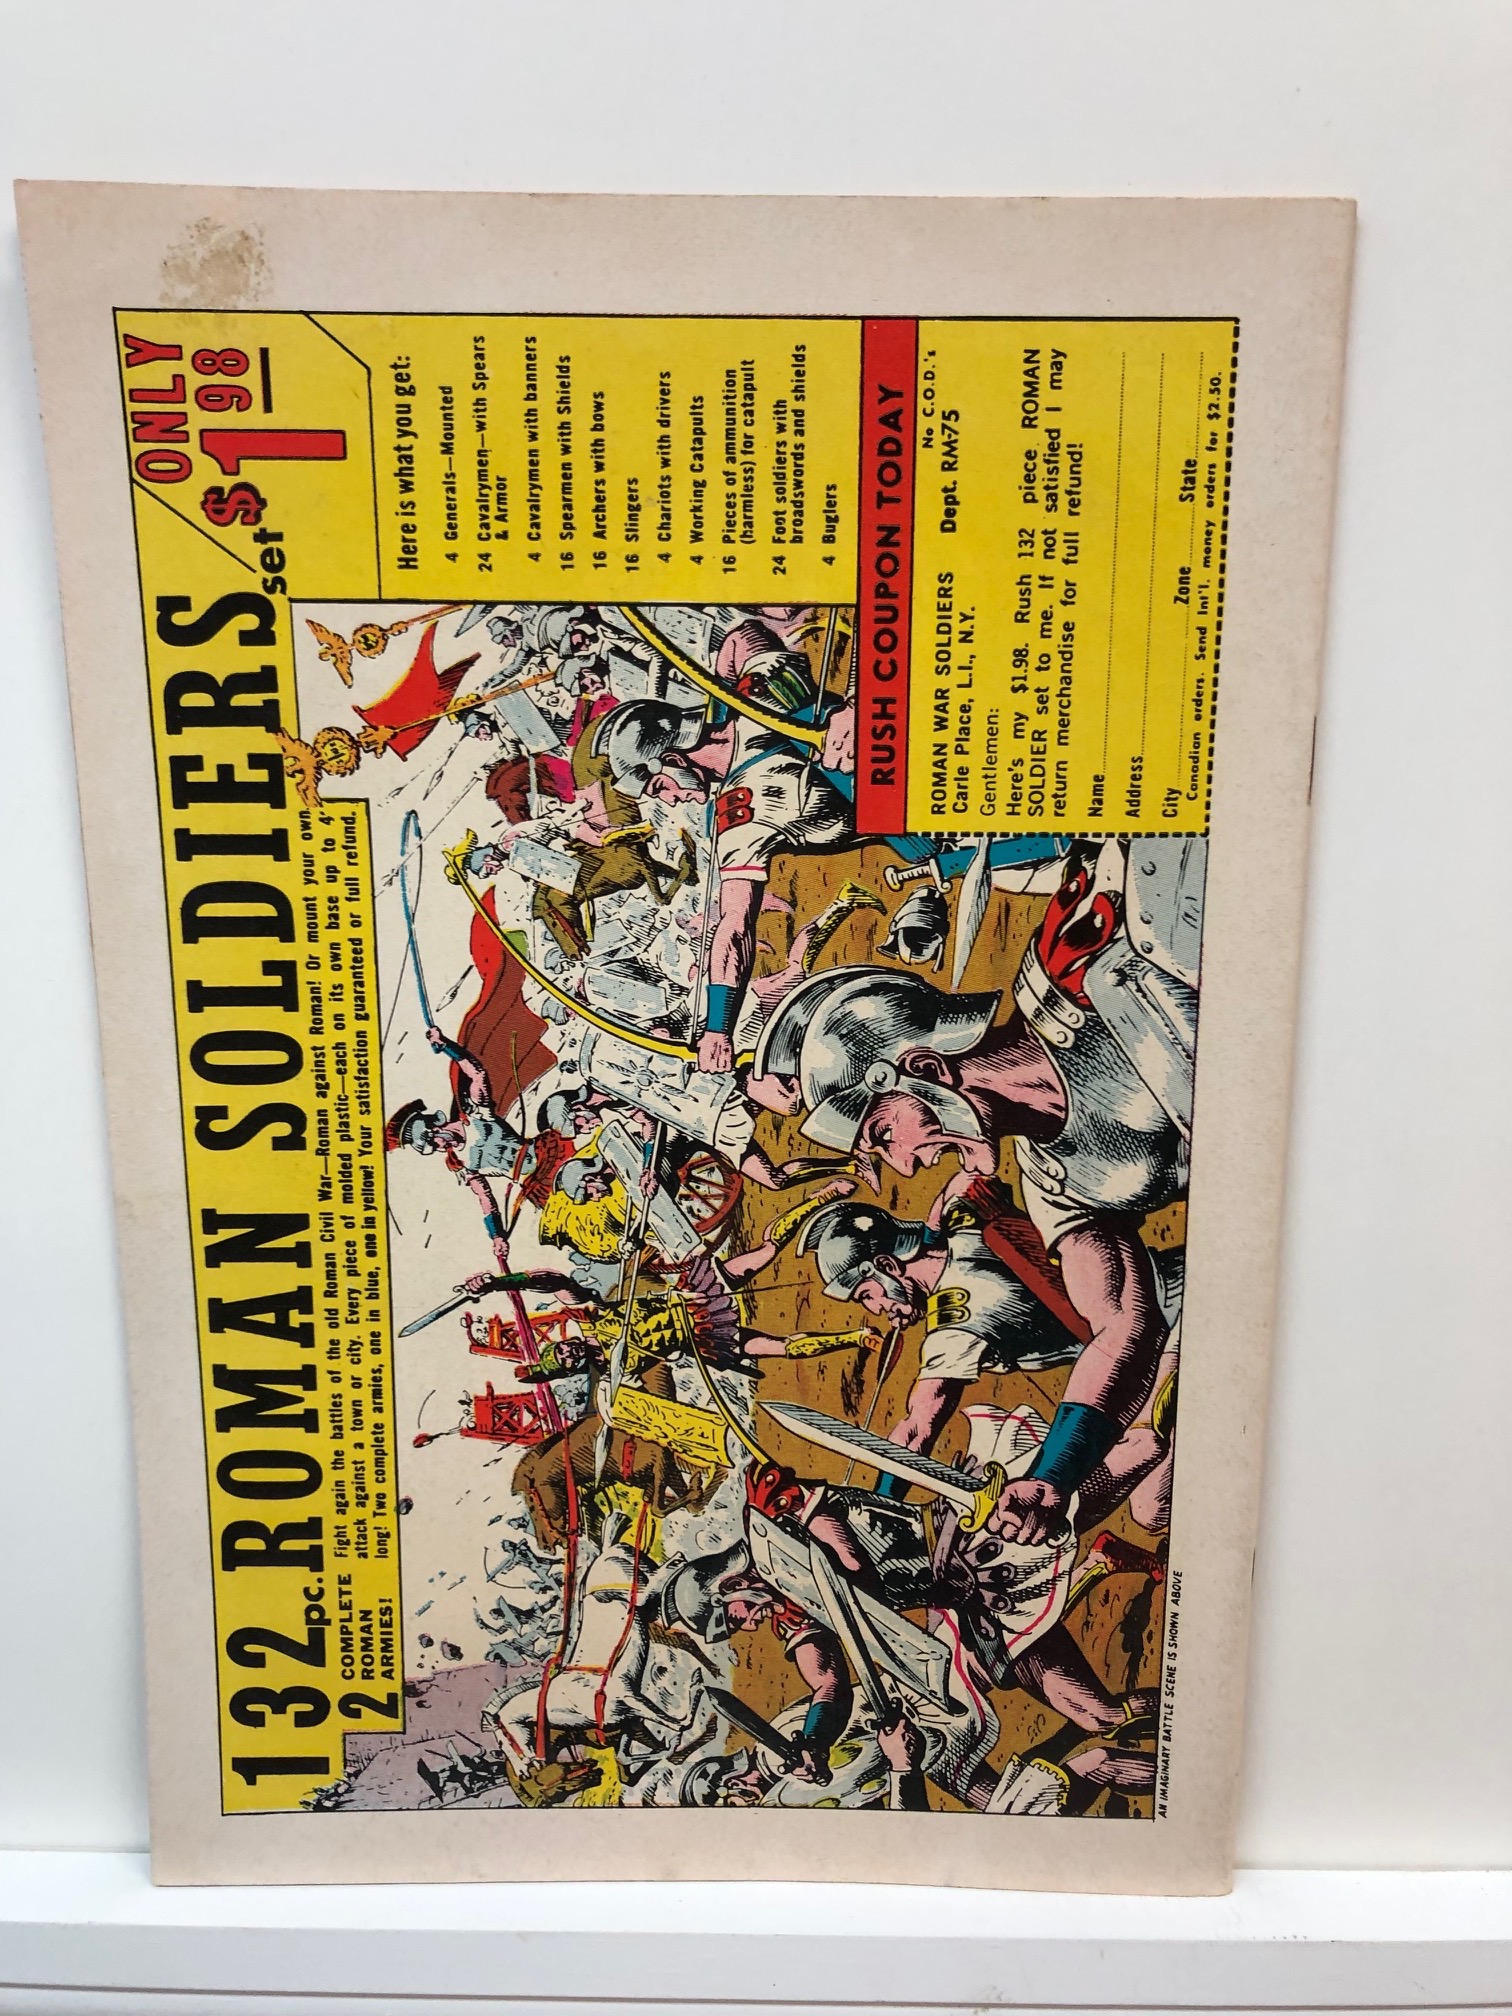 132 pc. ROMAN SOLDIERS set
ONLY
$1.98
2 COMPLETE
ROMAN
ARMIES!
Fight again the battles of the old Roman Civil War—Roman against Roman! Or mount your own
attack against a town or city. Every piece of molded plastic—each on its own base up to 4"
long! Two complete armies, one in blue, one in yellow! Your satisfaction guaranteed or full refund.
Here is what you get:
4 Generals—Mounted
24 Cavalrymen—with Spears
& Armor
4 Cavalrymen with banners
16 Spearmen with Shields
16 Archers with bows
16 Slingers
4 Chariots with drivers
4 Working Catapults
16 Pieces of ammunition
(harmless) for catapult
24 Foot soldiers with
broadswords and shields
4 Buglers
RUSH COUPON TODAY
No C.O.D.'s
ROMAN WAR SOLDIERS Dept. RM-75
Carle Place, L.I., N.Y.
Gentlemen:
Here's my $1.98. Rush 132 piece ROMAN
SOLDIER set to me. If not satisfied I may
return merchandise for full refund!
Name
Address
City Zone State
Canadian orders. Send Int'l. money orders for $2.50.
AN IMAGINARY BATTLE SCENE IS SHOWN ABOVE